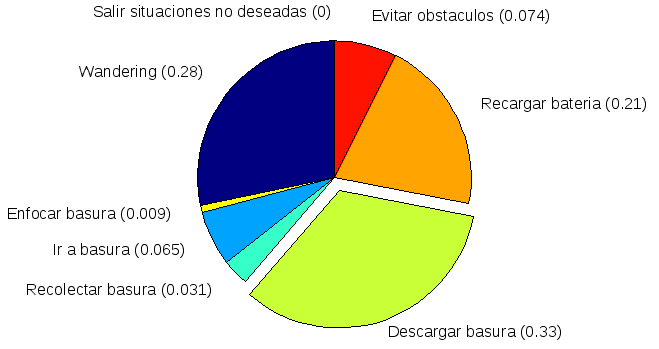 Salir situaciones no deseadas (0)
Evitar obstaculos (0.074)
Wandering (0.28)
Recargar bateria (0.21)
Enfocar basura (0.009)
Ir a basura (0.065)
Recolectar basura (0.031)
Descargar basura (0.33)